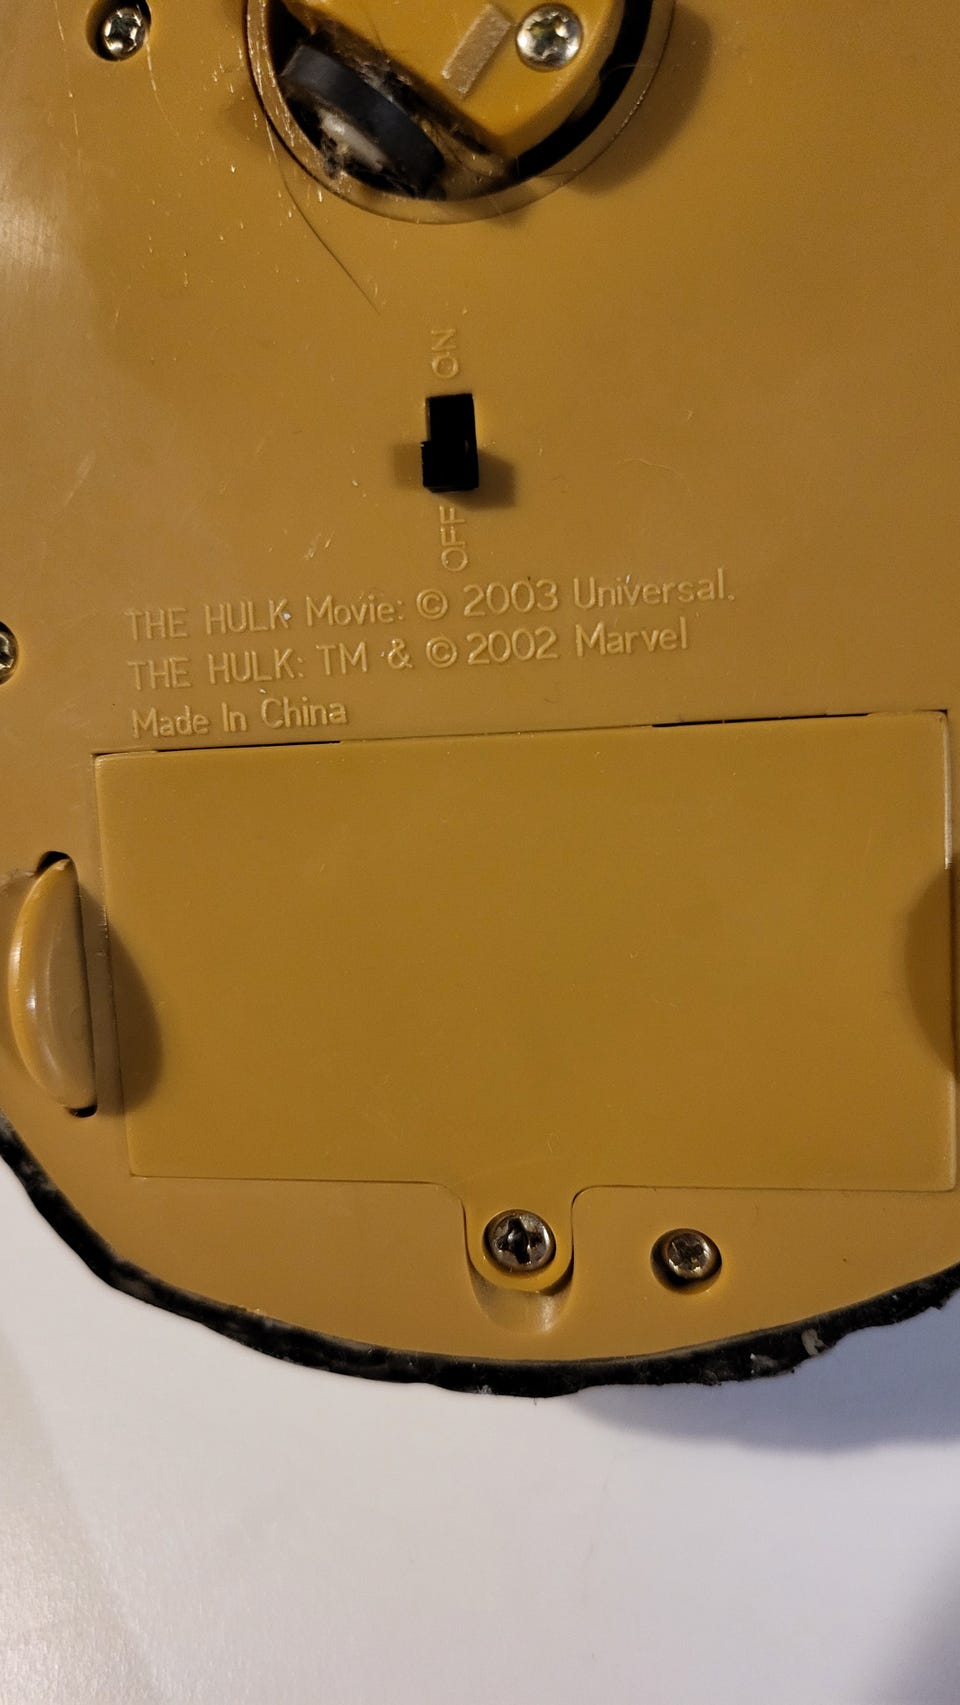 ON
OFF
THE HULK Movie: © 2003 Universal.
THE HULK: TM & © 2002 Marvel
Made In China